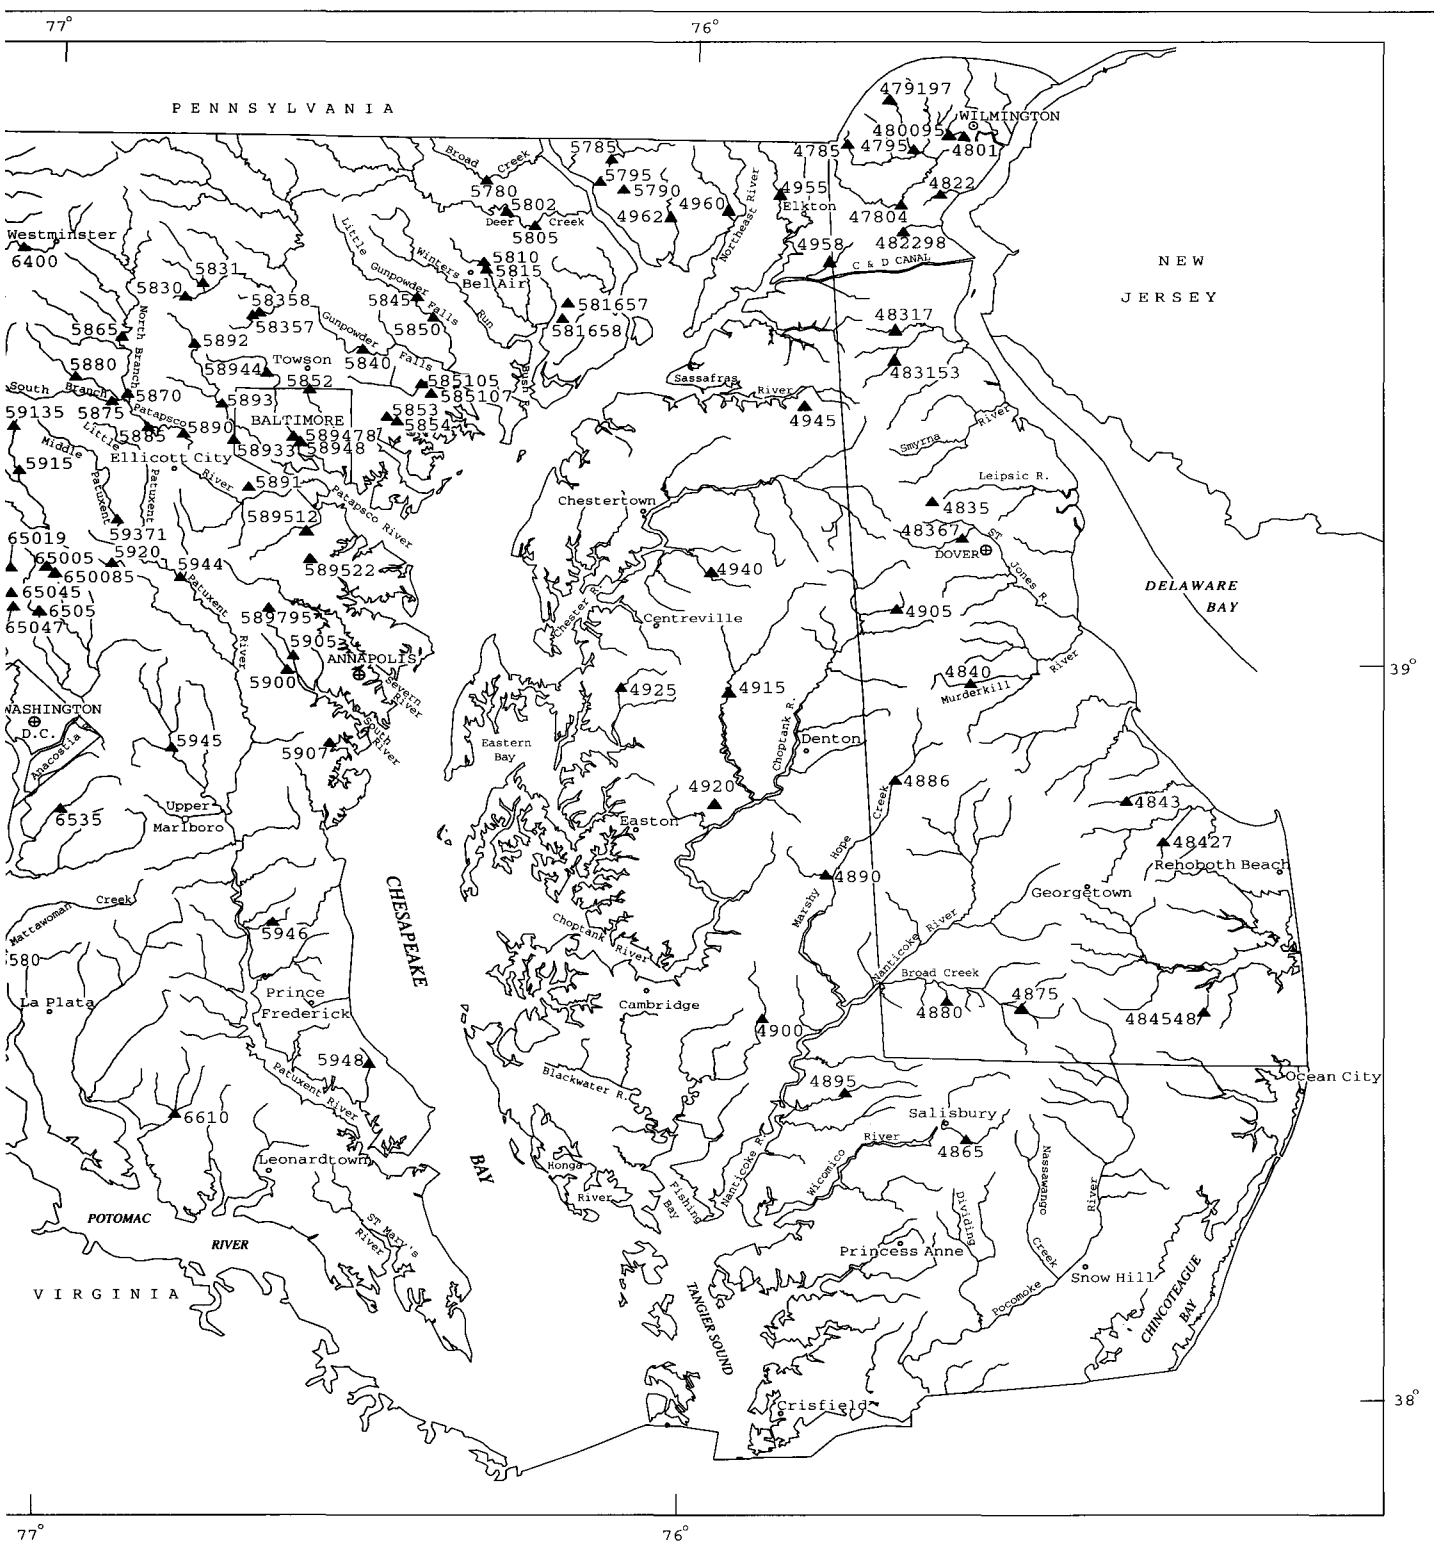 77°
76°
PENNSYLVANIA
479197
WILMINGTON
480095
4785
4795
4801
5785
Broad Creek
5795
5780
5790
4955
4822
Elkton
5802
4960
4962
47804
Deer Creek
5805
Northeast River
482298
Westminster
6400
Little Gunpowder Falls
Winters Run
5810
5815
Bel Air
4958
C & D CANAL
NEW
JERSEY
5831
5830
58358
58357
5845
5850
581657
581658
North Branch
5865
5892
Gunpowder Falls
5840
48317
Towson
5880
58944
5852
585105
585107
Bush R.
Sassafras River
483153
South Branch
5870
5875
Patapsco
5893
BALTIMORE
5853
5854
4945
59135
Little
5885
5890
589478
58948
58933
Smyrna River
Middle Patuxent
Ellicott City
5915
Patuxent
River
5891
Patapsco River
Leipsic R.
Chestertown
59371
589512
4835
48367
ST Jones R.
DOVER
65019
65005
5920
5944
589522
650085
4940
65045
6505
65047
Patuxent River
589795
Chester R.
Centreville
4905
DELAWARE
BAY
5905
ANNAPOLIS
5900
Severn River
39°
4840
Murderkill River
4925
4915
WASHINGTON
D.C.
Anacostia R
South River
5945
5907
Eastern
Bay
Choptank R.
Denton
4886
4920
4843
6535
Upper
Marlboro
Easton
48427
Rehoboth Beach
Marshy Hope Creek
4890
CHESAPEAKE
Georgetown
Mattawoman Creek
5946
Choptank River
Nanticoke River
580
Broad Creek
La Plata
Prince
Frederick
Cambridge
4880
4875
484548
4900
5948
Patuxent River
Blackwater R.
4895
Ocean City
6610
Salisbury
River
4865
Leonardtown
BAY
Honga
River
Fishing
Bay
Nanticoke R.
Wicomico
Dividing
Nassawango Creek
River
POTOMAC
RIVER
ST Mary's
River
Princess Anne
Snow Hill
Pocomoke
VIRGINIA
TANGIER SOUND
CHINCOTEAGUE
BAY
Crisfield
38°
77°
76°